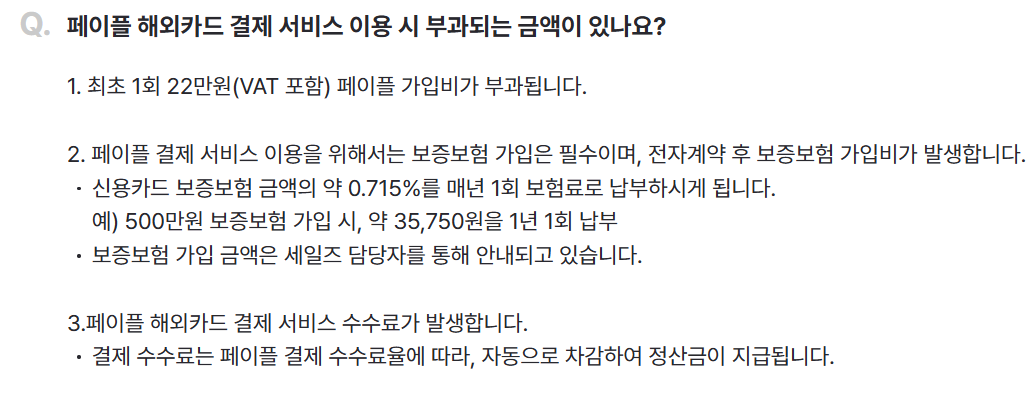 Q. 페이플 해외카드 결제 서비스 이용 시 부과되는 금액이 있나요?
1. 최초 1회 22만원(VAT 포함) 페이플 가입비가 부과됩니다.
2. 페이플 결제 서비스 이용을 위해서는 보증보험 가입은 필수이며, 전자계약 후 보증보험 가입비가 발생합니다.
· 신용카드 보증보험 금액의 약 0.715%를 매년 1회 보험료로 납부하시게 됩니다.
예) 500만원 보증보험 가입 시, 약 35,750원을 1년 1회 납부
· 보증보험 가입 금액은 세일즈 담당자를 통해 안내되고 있습니다.
3.페이플 해외카드 결제 서비스 수수료가 발생합니다.
· 결제 수수료는 페이플 결제 수수료율에 따라, 자동으로 차감하여 정산금이 지급됩니다.